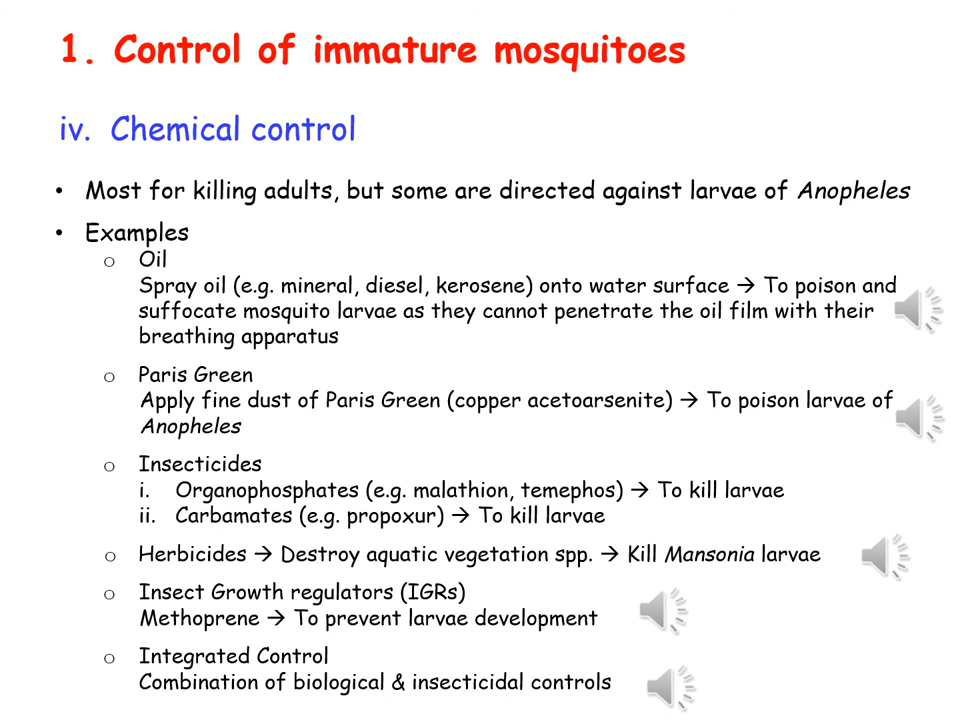 1. Control of immature mosquitoes
iv. Chemical control
• Most for killing adults, but some are directed against larvae of Anopheles
• Examples
o Oil
Spray oil (e.g. mineral, diesel, kerosene) onto water surface → To poison and
suffocate mosquito larvae as they cannot penetrate the oil film with their
breathing apparatus
o Paris Green
Apply fine dust of Paris Green (copper acetoarsenite) → To poison larvae of
Anopheles
o Insecticides
i. Organophosphates (e.g. malathion, temephos) → To kill larvae
ii. Carbamates (e.g. propoxur) → To kill larvae
o Herbicides → Destroy aquatic vegetation spp. → Kill Mansonia larvae
o Insect Growth regulators (IGRs)
Methoprene → To prevent larvae development
o Integrated Control
Combination of biological & insecticidal controls